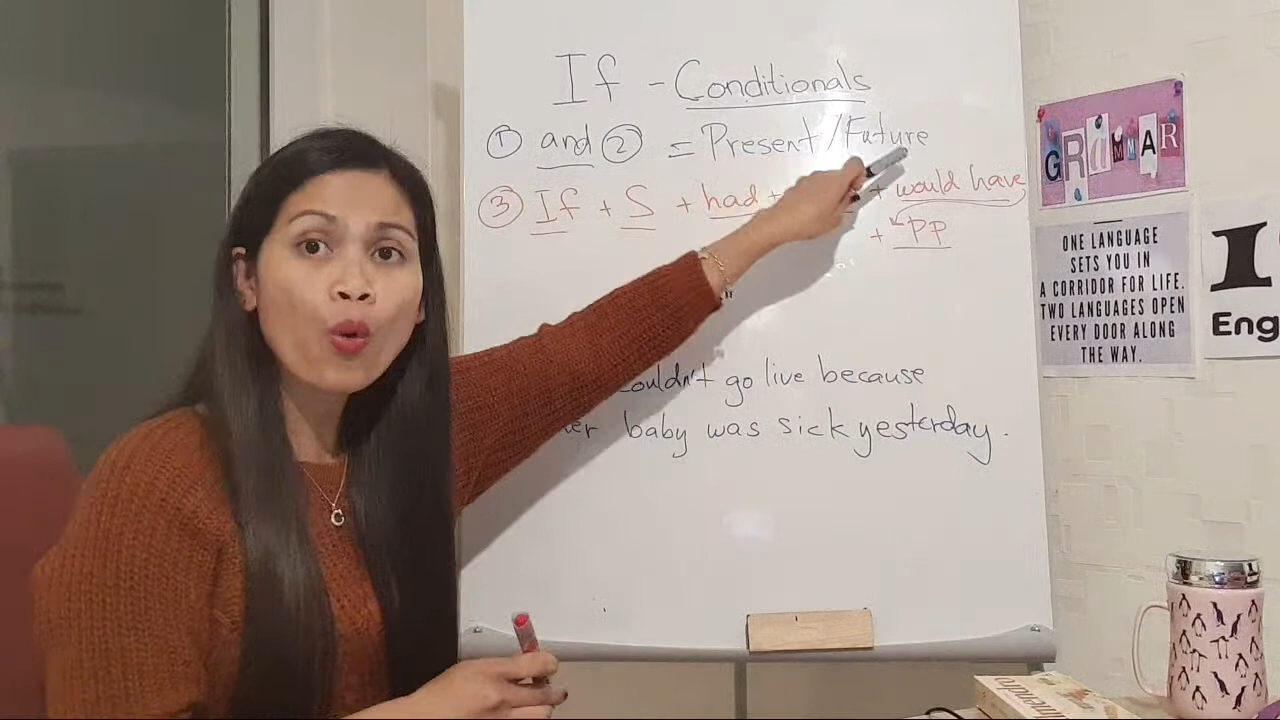 If - Conditionals
① and ② = Present/Future
③ If + S + had + + would have
+ PP
couldn't go live because
her baby was sick yesterday.
GRAMMAR
ONE LANGUAGE
SETS YOU IN
A CORRIDOR FOR LIFE.
TWO LANGUAGES OPEN
EVERY DOOR ALONG
THE WAY.
I
Eng